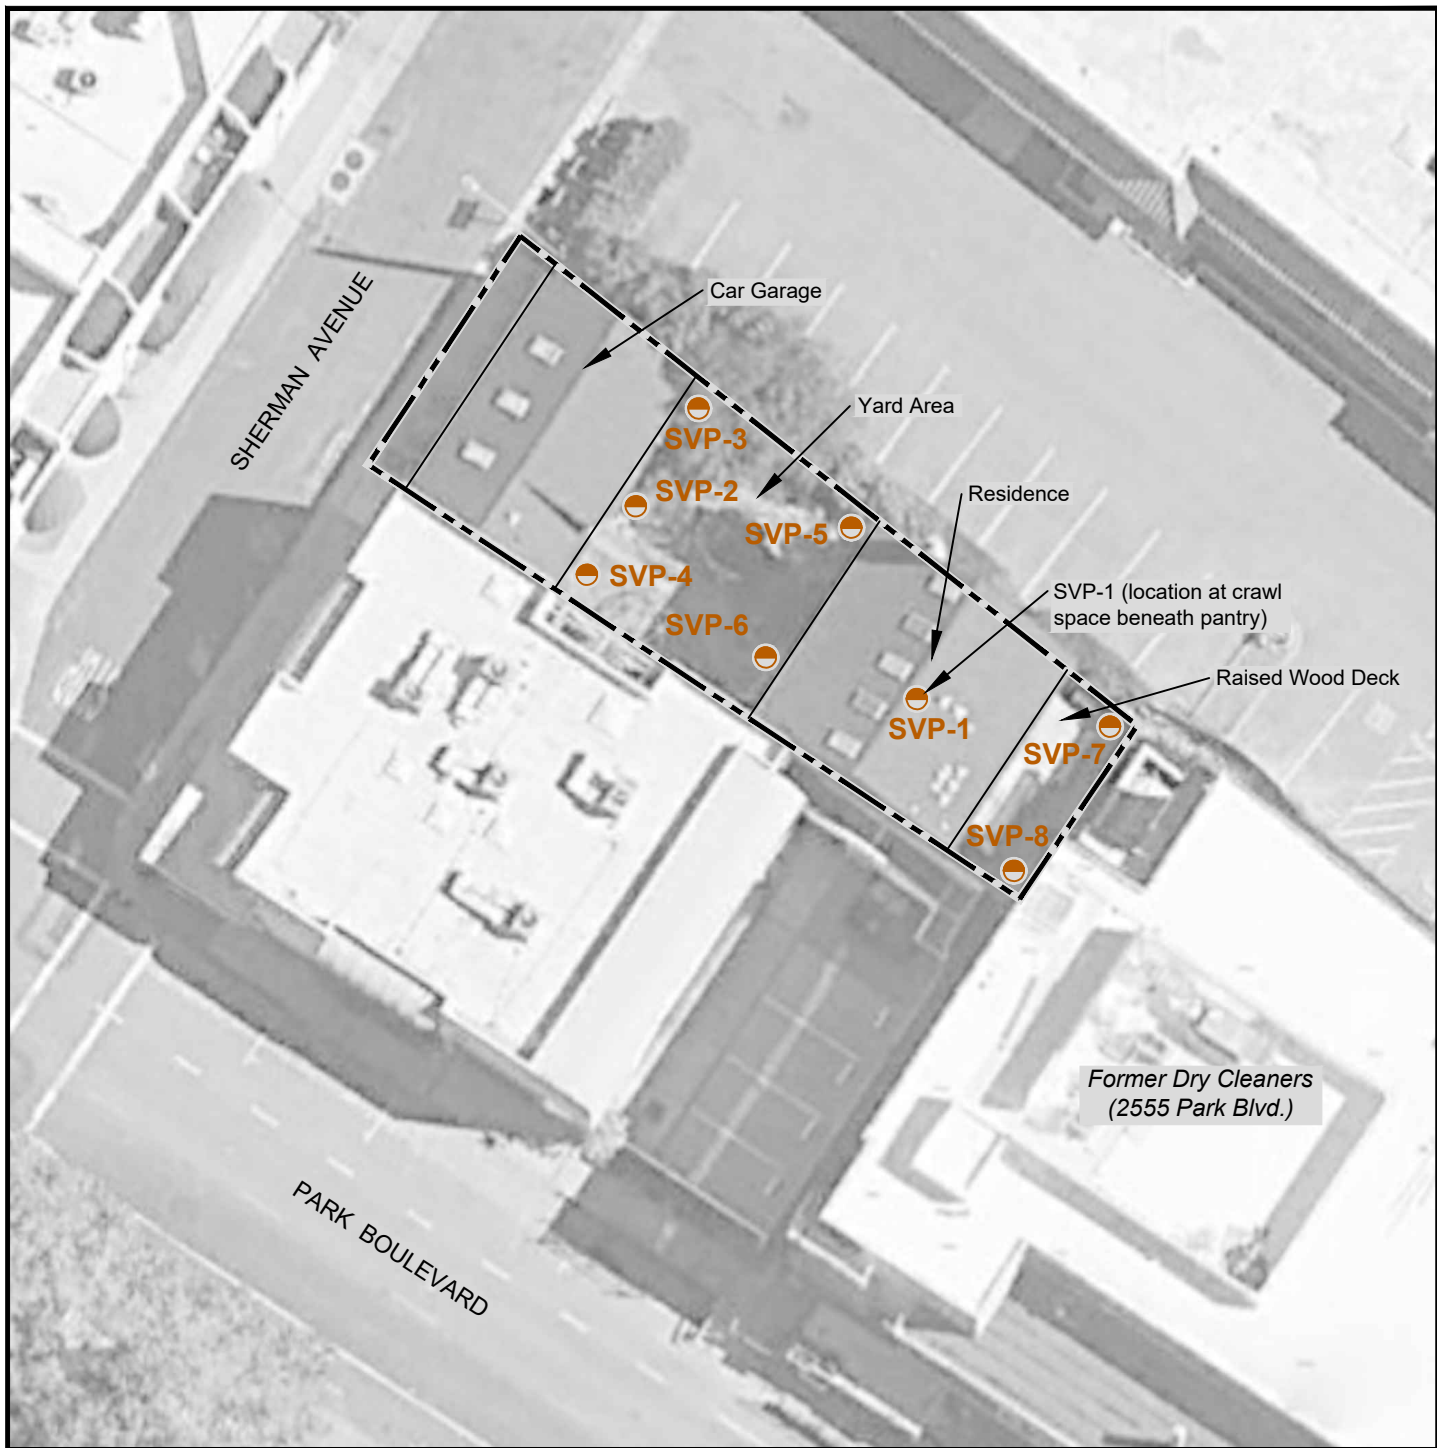 Car Garage
SHERMAN AVENUE
Yard Area
SVP-3
SVP-2
Residence
SVP-5
SVP-4
SVP-1 (location at crawl
space beneath pantry)
SVP-6
Raised Wood Deck
SVP-1
SVP-7
SVP-8
Former Dry Cleaners
(2555 Park Blvd.)
PARK BOULEVARD